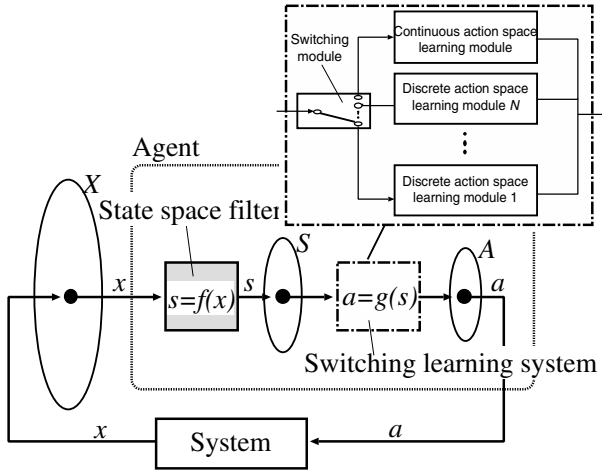 Switching
module
Continuous action space
learning module
Discrete action space
learning module N
Discrete action space
learning module 1
Agent
X
State space filter
S
A
x
s=f(x)
s
a=g(s)
a
Switching learning system
x
System
a